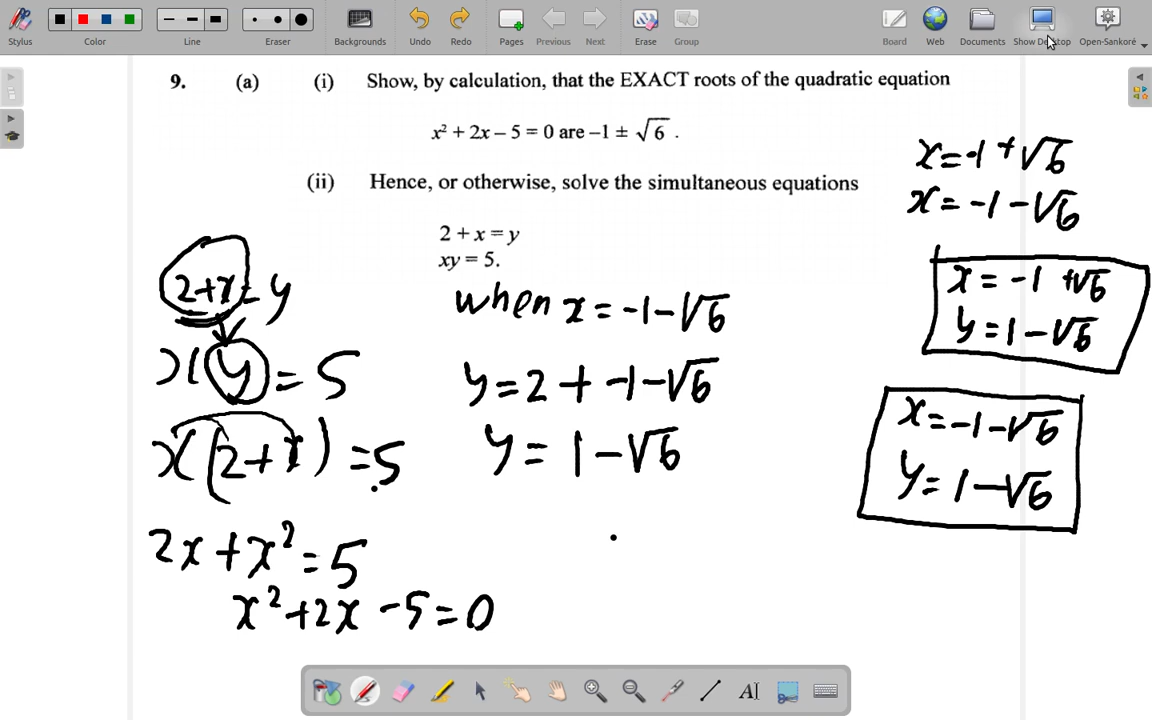 Stylus
Color
Line
Eraser
Backgrounds
Undo
Redo
Pages
Previous
Next
Erase
Group
Board
Web
Documents
Show Desktop
Open-Sankoré
9. (a) (i) Show, by calculation, that the EXACT roots of the quadratic equation
x² + 2x – 5 = 0 are –1 ± √6 .
(ii) Hence, or otherwise, solve the simultaneous equations
2 + x = y
xy = 5.
2+x = y
x(y) = 5
x(2+x) = 5
2x + x² = 5
x² + 2x - 5 = 0
when x = -1 - √6
y = 2 + -1 - √6
y = 1 - √6
x = -1 + √6
x = -1 - √6
x = -1 + √6
y = 1 - √6
x = -1 - √6
y = 1 - √6
AI